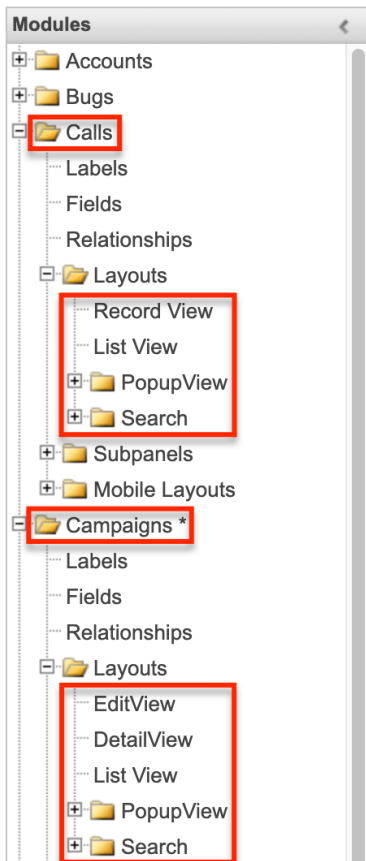 Modules
Accounts
Bugs
Calls
Labels
Fields
Relationships
Layouts
Record View
List View
PopupView
Search
Subpanels
Mobile Layouts
Campaigns *
Labels
Fields
Relationships
Layouts
EditView
DetailView
List View
PopupView
Search